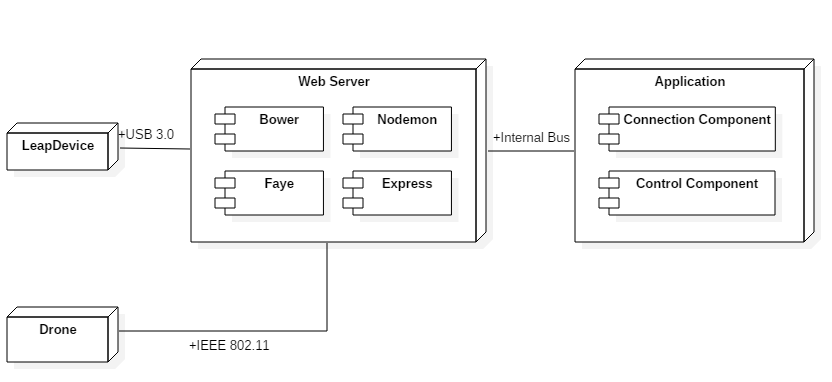 Web Server
Application
Bower
Nodemon
Connection Component
+USB 3.0
+Internal Bus
LeapDevice
Faye
Express
Control Component
Drone
+IEEE 802.11